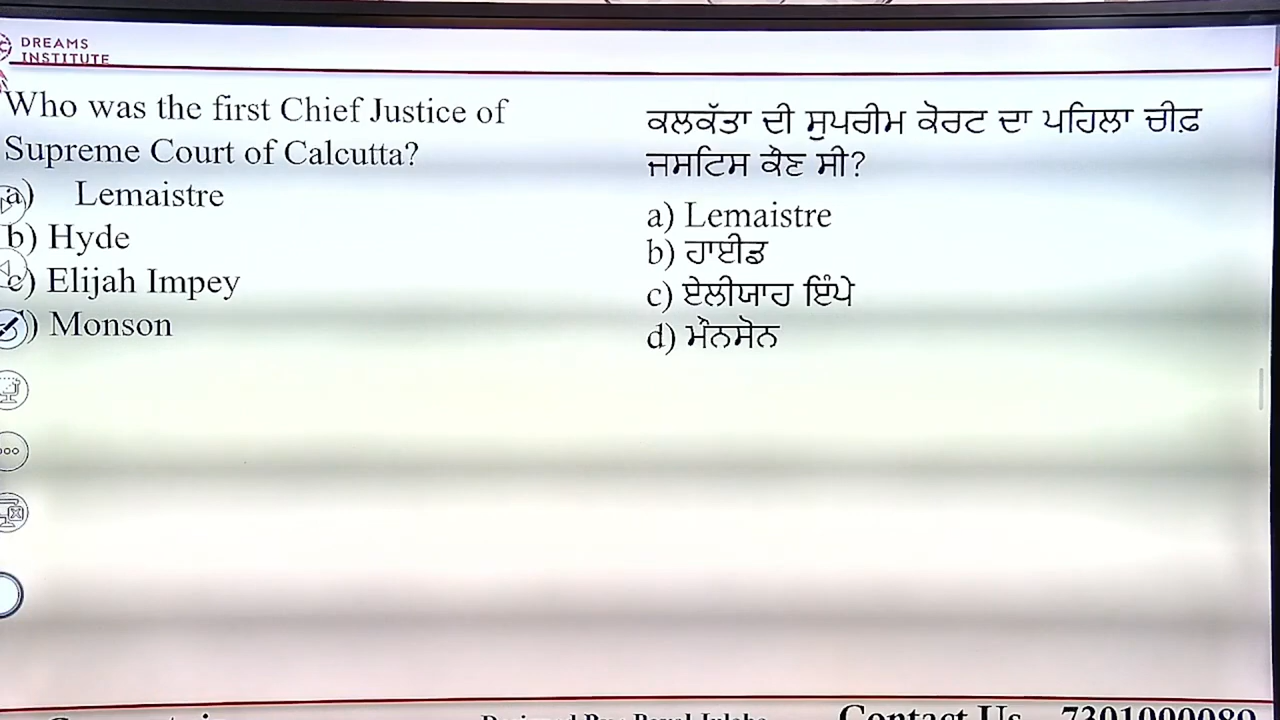 DREAMS
INSTITUTE
Who was the first Chief Justice of
Supreme Court of Calcutta?
a) Lemaistre
b) Hyde
c) Elijah Impey
) Monson
ਕਲਕੱਤਾ ਦੀ ਸੁਪਰੀਮ ਕੋਰਟ ਦਾ ਪਹਿਲਾ ਚੀਫ਼
ਜਸਟਿਸ ਕੌਣ ਸੀ?
a) Lemaistre
b) ਹਾਈਡ
c) ਏਲੀਯਾਹ ਇੰਪੇ
d) ਮੌਨਸੋਨ
Contact Us 7301000089